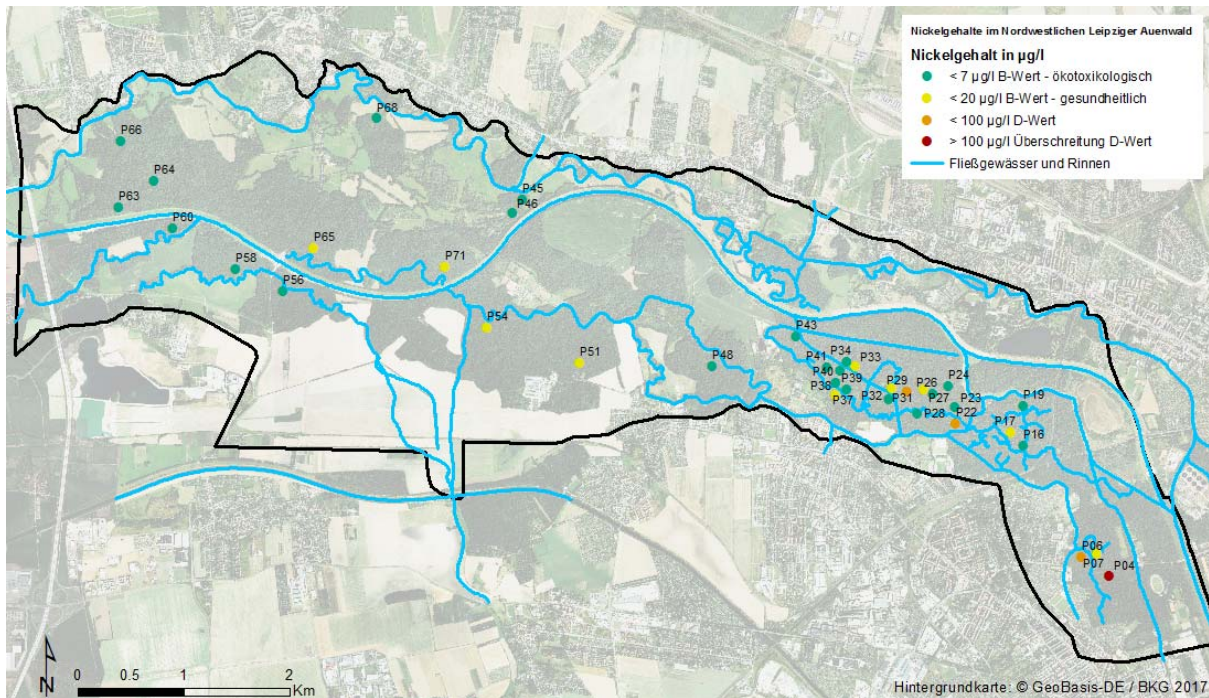 Nickelgehalte im Nordwestlichen Leipziger Auenwald
Nickelgehalt in µg/l
< 7 µg/l B-Wert - ökotoxikologisch
< 20 µg/l B-Wert - gesundheitlich
< 100 µg/l D-Wert
> 100 µg/l Überschreitung D-Wert
Fließgewässer und Rinnen
P68
P66
P64
P45
P63
P46
P60
P65
P71
P58
P56
P54
P43
P51
P48
P41
P34
P33
P40
P39
P38
P37
P32
P29
P31
P26
P27
P28
P24
P23
P22
P19
P17
P16
P06
P07
P04
N
0 0.5 1 2
Km
Hintergrundkarte: © GeoBasis-DE / BKG 2017